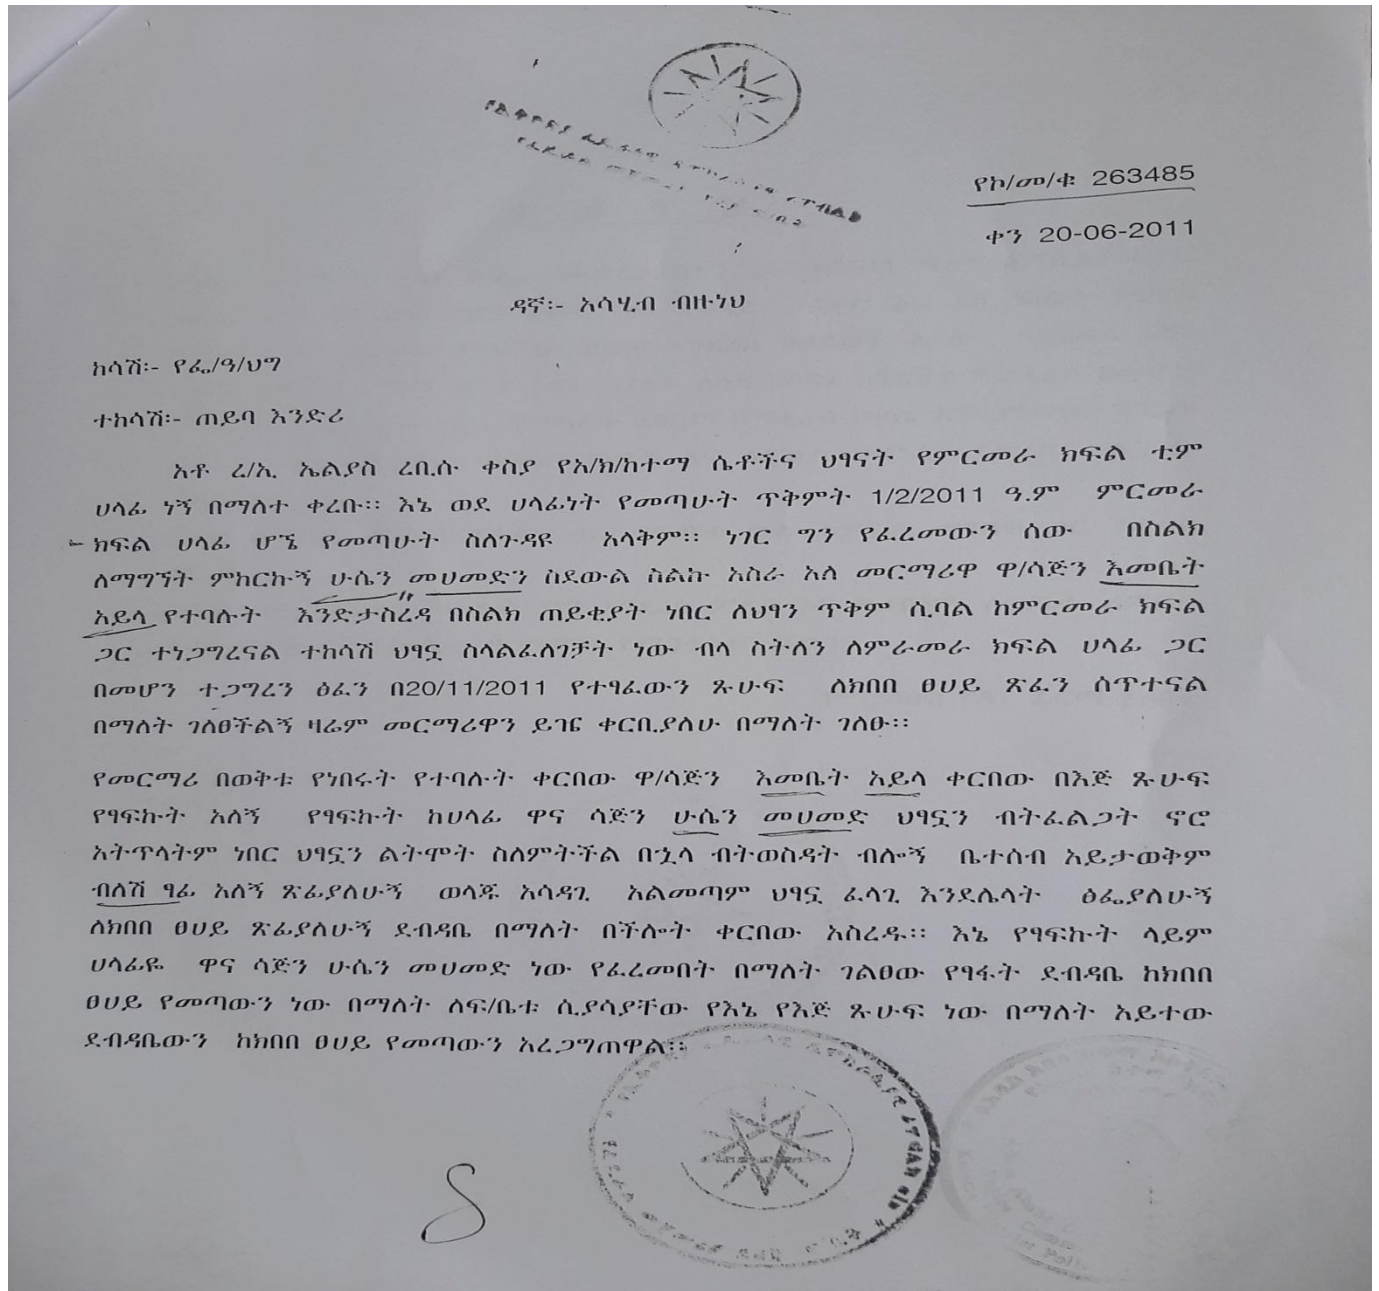 የኮ/መ/ቁ 263485
ቀን 20-06-2011
ዳኛ፡- አሳሂብ ብዙነህ
ከሳሽ፡- የፌ/ዓ/ህግ
ተከሳሽ፡- ጠይባ እንድሪ
አቶ ረ/ኢ ኤልያስ ረቢሱ ቀስያ የአ/ክ/ከተማ ሴቶችና ህፃናት የምርመራ ክፍል ቲም
ሀላፊ ነኝ በማለተ ቀረቡ፡፡ እኔ ወደ ሀላፊነት የመጣሁት ጥቅምት 1/2/2011 ዓ.ም ምርመራ
ክፍል ሀላፊ ሆኜ የመጣሁት ስለጉዳዩ አላቅም፡፡ ነገር ግን የፈረመውን ሰው በስልክ
ለማግኘት ምከርኩኝ ሁሴን መሀመድን ስደውል ስልኩ አስራ አለ መርማሪዋ ዋ/ሳጅን እመቤት
አይላ የተባሉት እንድታስረዳ በስልክ ጠይቂያት ነበር ለህፃን ጥቅም ሲባል ከምርመራ ክፍል
ጋር ተነጋግረናል ተከሳሽ ህፃኗ ስላልፈለገቻት ነው ብላ ስትለን ለምራመራ ክፍል ሀላፊ ጋር
በመሆን ተጋግረን ፅፈን በ20/11/2011 የተፃፈውን ጹሁፍ ለክበበ ፀሀይ ጽፈን ሰጥተናል
በማለት ገለፀችልኝ ዛሬም መርማሪዋን ይገዤ ቀርቢያለሁ በማለት ገለፁ፡፡
የመርማሪ በወቅቱ የነበሩት የተባሉት ቀርበው ዋ/ሳጅን እመቤት አይላ ቀርበው በእጅ ጹሁፍ
የፃፍኩት አለኝ የፃፍኩት ከሀላፊ ዋና ሳጅን ሁሴን መሀመድ ህፃኗን ብትፈልጋት ኖሮ
አትጥላትም ነበር ህፃኗን ልትሞት ስለምትችል በኋላ ብትወስዳት ብሎኝ ቤተሰብ አይታወቅም
ብለሽ ፃፊ አለኝ ጽፊያለሁኝ ወላጁ አሳዳጊ አልመጣም ህፃኗ ፈላጊ እንደሌላት ፅፌያለሁኝ
ለክበበ ፀሀይ ጽፊያለሁኝ ደብዳቤ በማለት በችሎት ቀርበው አስረዱ፡፡ እኔ የፃፍኩት ላይም
ሀላፊዬ ዋና ሳጅን ሁሴን መሀመድ ነው የፈረመበት በማለት ገልፀው የፃፋት ደብዳቤ ከክበበ
ፀሀይ የመጣውን ነው በማለት ለፍ/ቤቱ ሲያሳያቸው የእኔ የእጅ ጹሁፍ ነው በማለት አይተው
ደብዳቤውን ከክበበ ፀሀይ የመጣውን አረጋግጠዋል፡፡